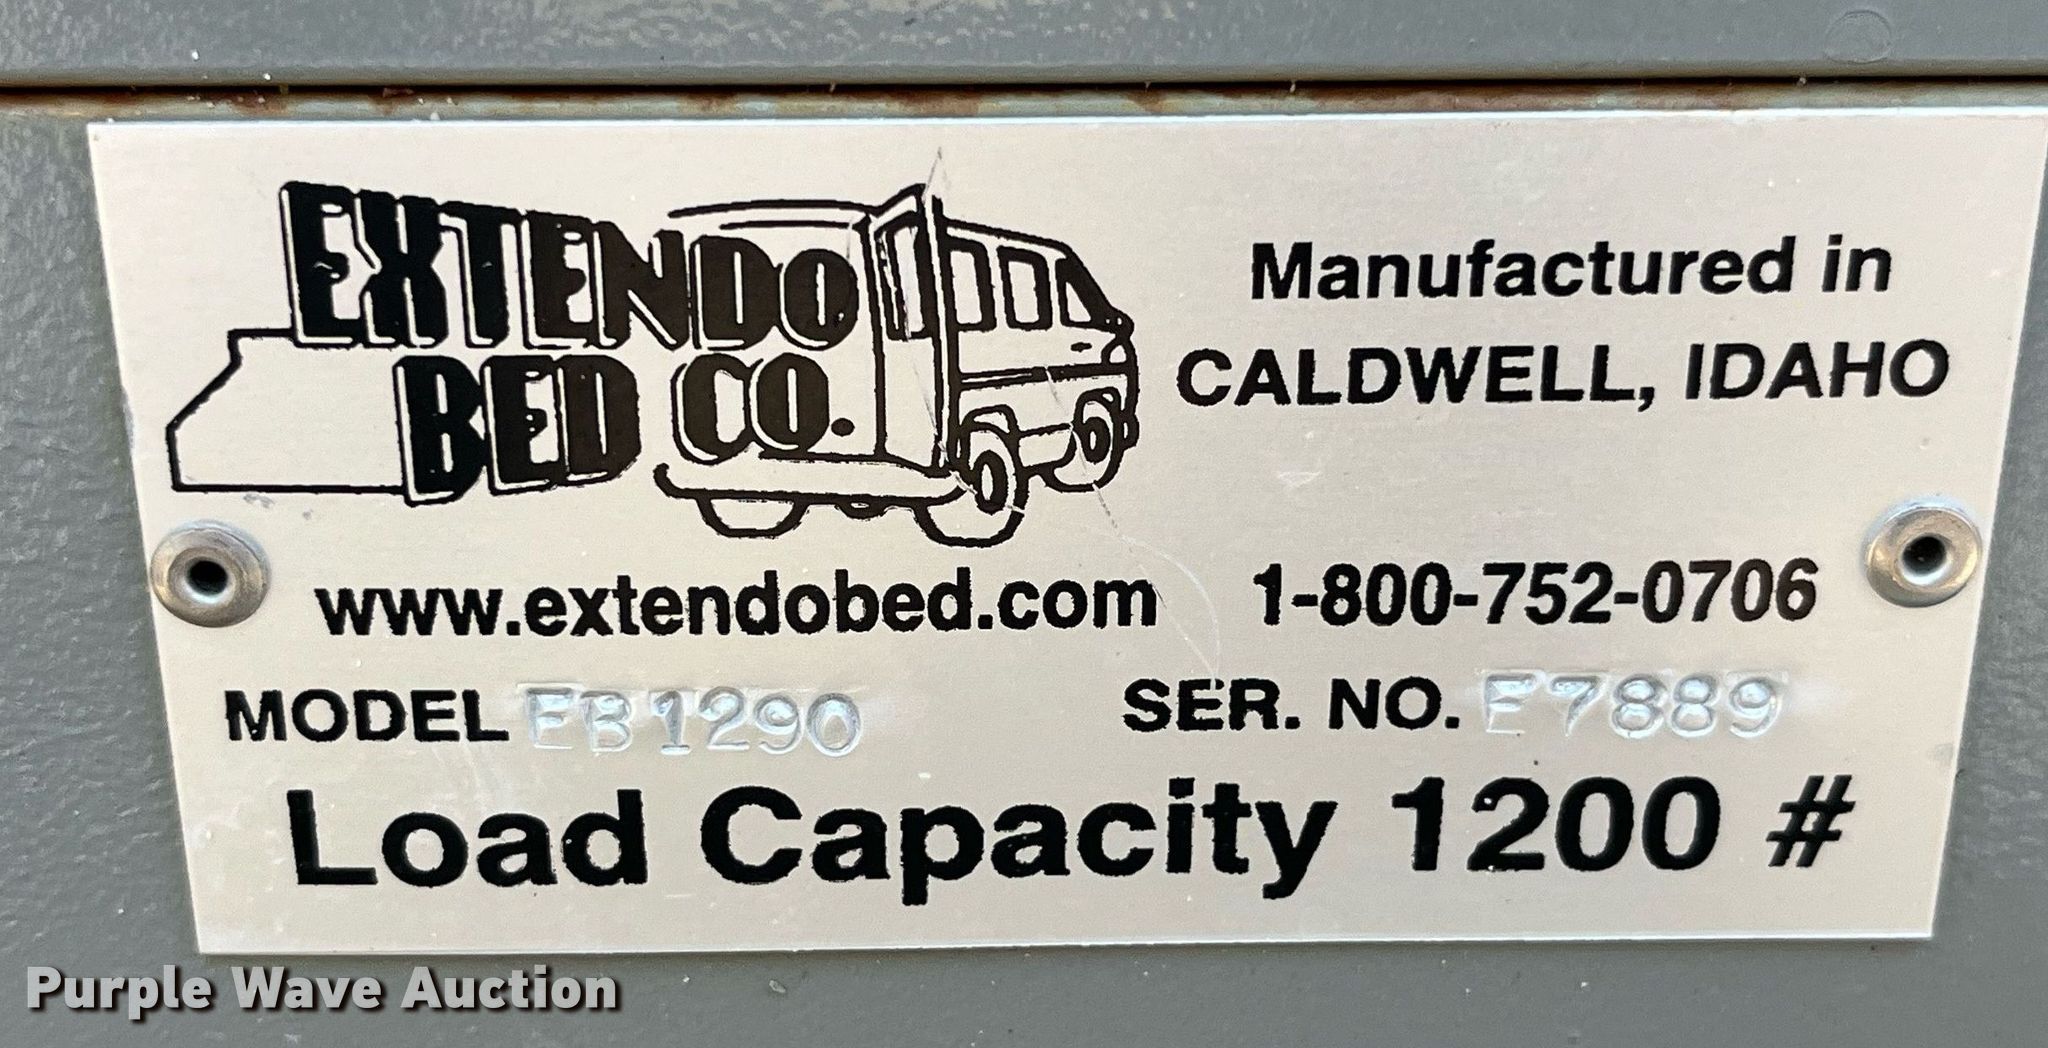 EXTENDO
BED CO.
Manufactured in
CALDWELL, IDAHO
www.extendobed.com 1-800-752-0706
MODEL EB1290 SER. NO. E7889
Load Capacity 1200 #
Purple Wave Auction